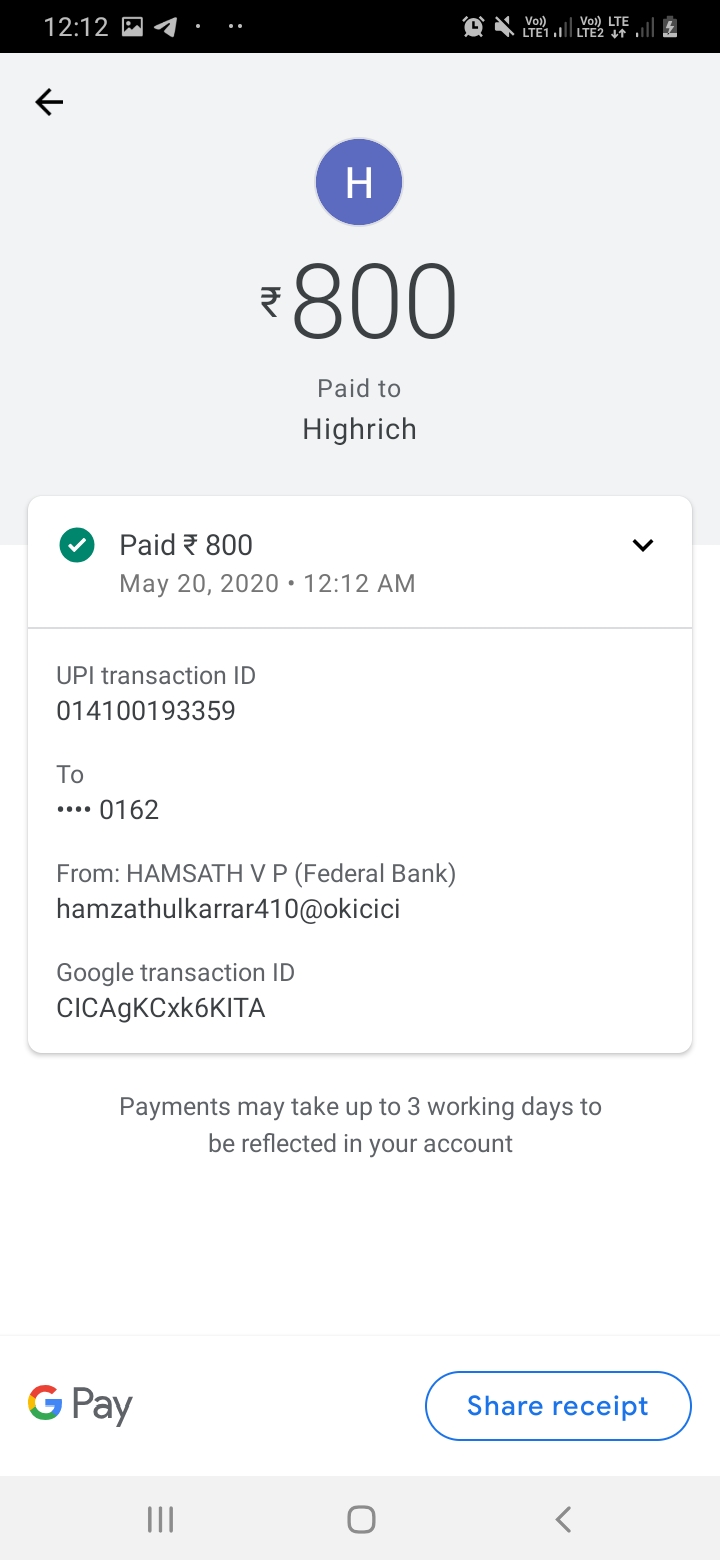 12:12
Vo)) LTE1 Vo)) LTE LTE2
H
₹800
Paid to
Highrich
Paid ₹ 800
May 20, 2020 • 12:12 AM
UPI transaction ID
014100193359
To
•••• 0162
From: HAMSATH V P (Federal Bank)
hamzathulkarrar410@okicici
Google transaction ID
CICAgKCxk6KITA
Payments may take up to 3 working days to
be reflected in your account
G Pay
Share receipt